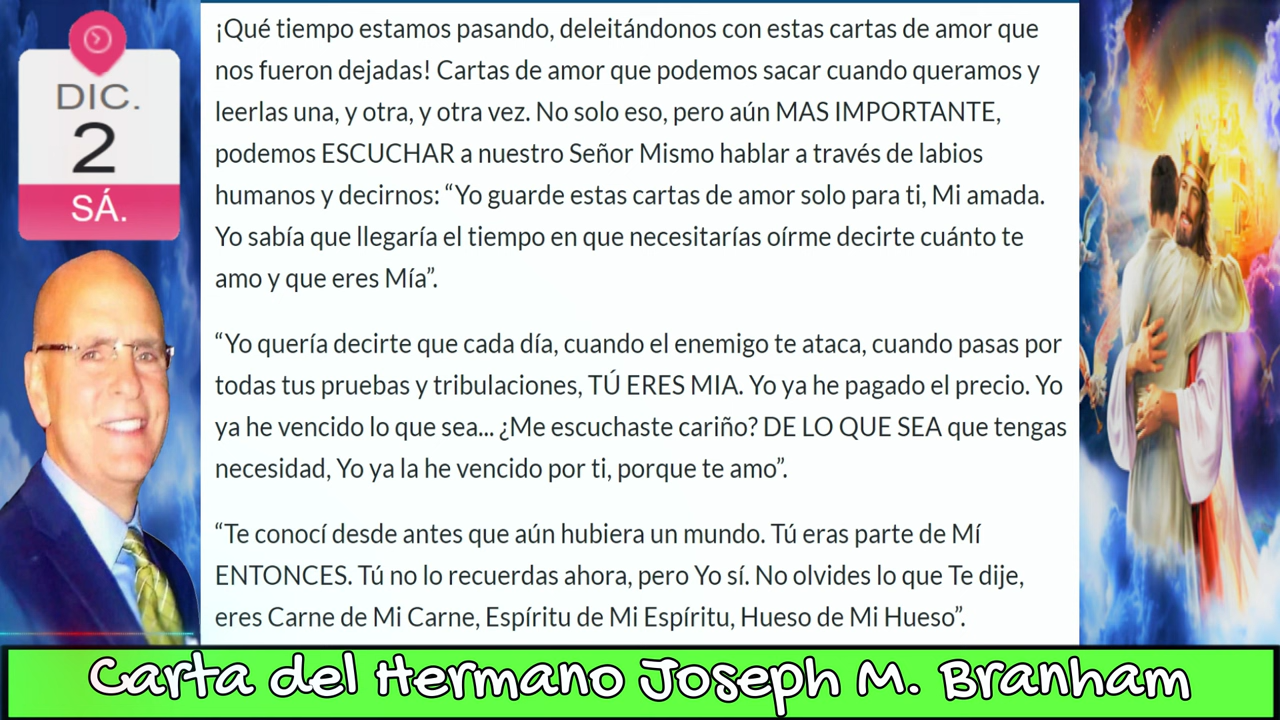 DIC.
2
SÁ.
¡Qué tiempo estamos pasando, deleitándonos con estas cartas de amor que
nos fueron dejadas! Cartas de amor que podemos sacar cuando queramos y
leerlas una, y otra, y otra vez. No solo eso, pero aún MAS IMPORTANTE,
podemos ESCUCHAR a nuestro Señor Mismo hablar a través de labios
humanos y decirnos: “Yo guarde estas cartas de amor solo para ti, Mi amada.
Yo sabía que llegaría el tiempo en que necesitarías oírme decirte cuánto te
amo y que eres Mía”.
“Yo quería decirte que cada día, cuando el enemigo te ataca, cuando pasas por
todas tus pruebas y tribulaciones, TÚ ERES MIA. Yo ya he pagado el precio. Yo
ya he vencido lo que sea... ¿Me escuchaste cariño? DE LO QUE SEA que tengas
necesidad, Yo ya la he vencido por ti, porque te amo”.
“Te conocí desde antes que aún hubiera un mundo. Tú eras parte de Mí
ENTONCES. Tú no lo recuerdas ahora, pero Yo sí. No olvides lo que Te dije,
eres Carne de Mi Carne, Espíritu de Mi Espíritu, Hueso de Mi Hueso”.
Carta del Hermano Joseph M. Branham